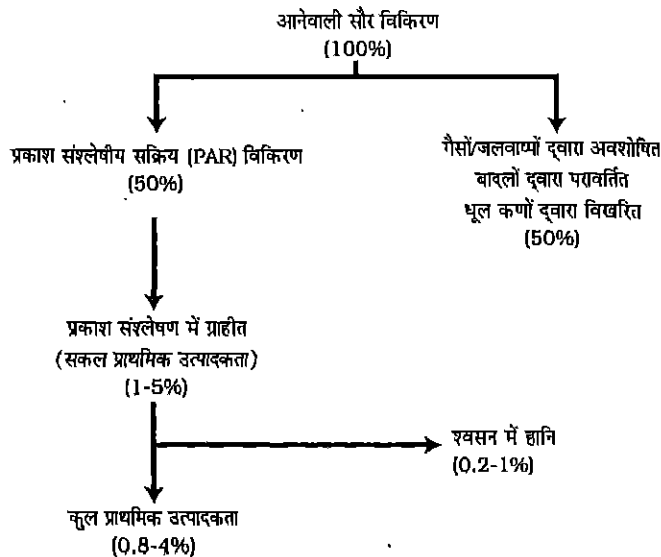 आनेवाली सौर विकिरण
(100%)
प्रकाश संश्लेषीय सक्रिय (PAR) विकिरण
(50%)
गैसों/जलवाष्पों द्वारा अवशोषित
बादलों द्वारा परावर्तित
धूल कणों द्वारा विखरित
(50%)
प्रकाश संश्लेषण में ग्राहीत
(सकल प्राथमिक उत्पादकता)
(1-5%)
श्वसन में हानि
(0.2-1%)
कुल प्राथमिक उत्पादकता
(0.8-4%)